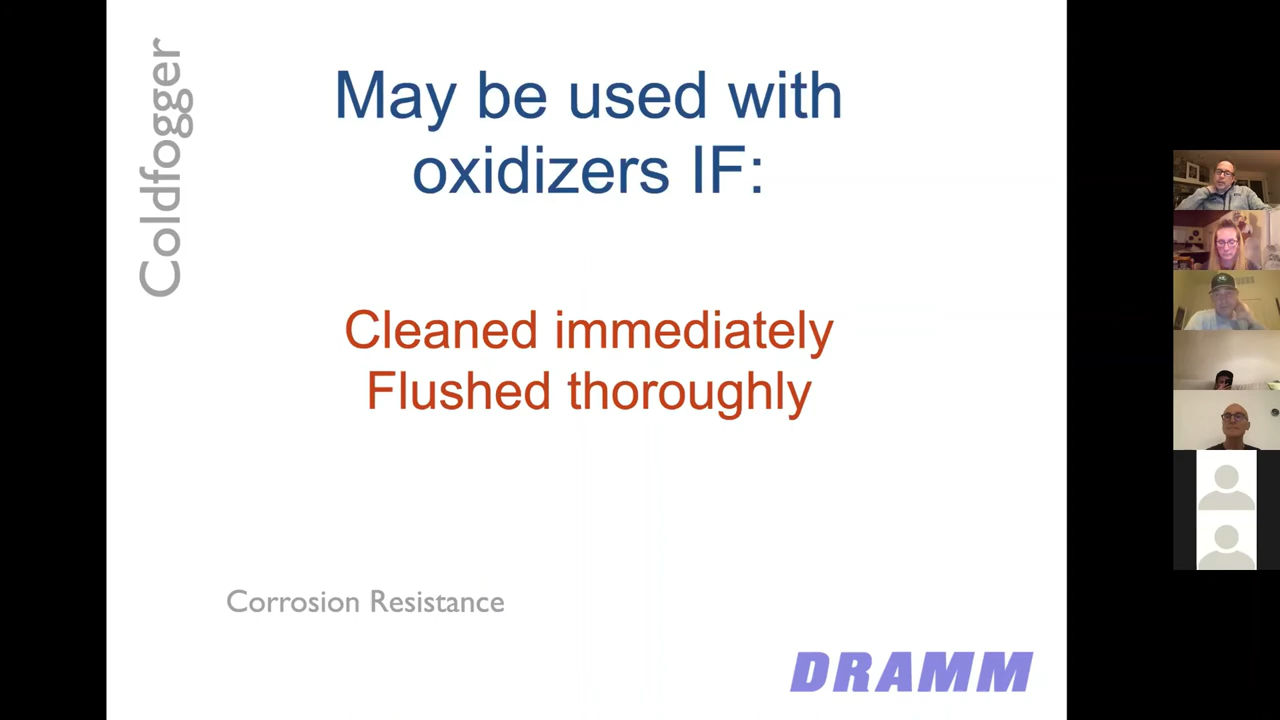 Coldfogger
May be used with
oxidizers IF:
Cleaned immediately
Flushed thoroughly
Corrosion Resistance
DRAMM